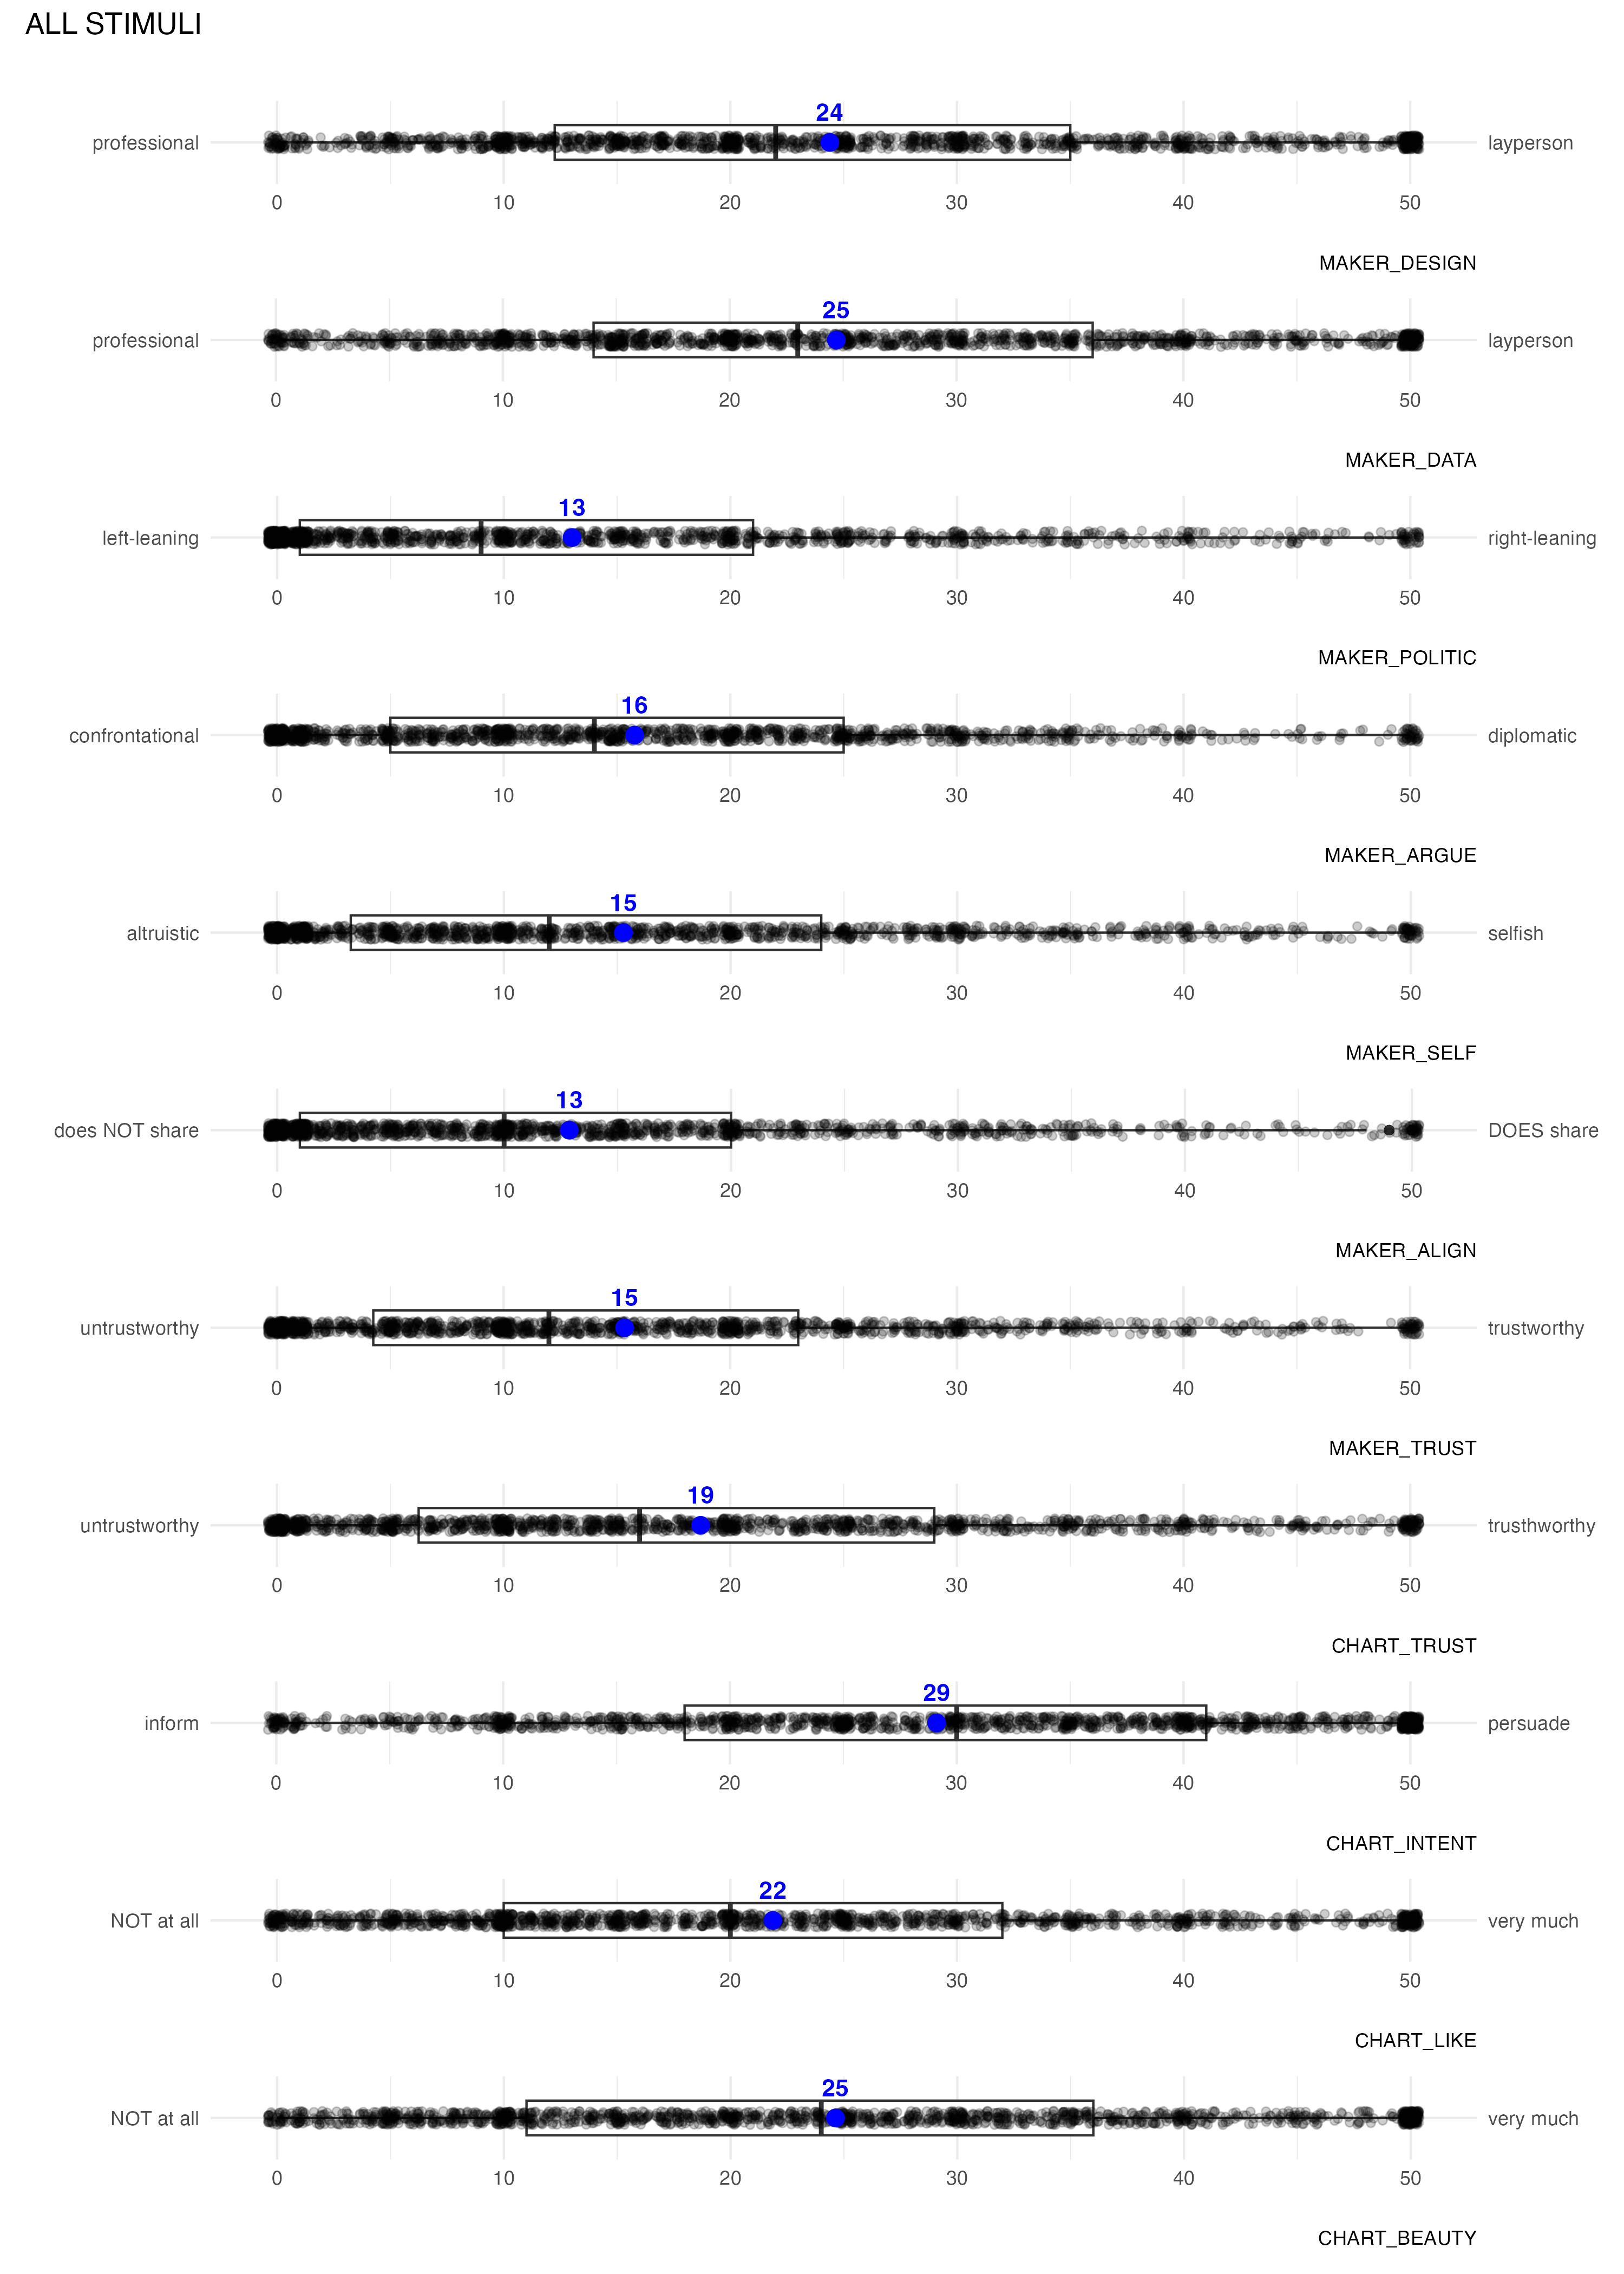 ALL STIMULI
24
professional layperson
0 10 20 30 40 50
MAKER_DESIGN
25
professional layperson
0 10 20 30 40 50
MAKER_DATA
13
left-leaning right-leaning
0 10 20 30 40 50
MAKER_POLITIC
16
confrontational diplomatic
0 10 20 30 40 50
MAKER_ARGUE
15
altruistic selfish
0 10 20 30 40 50
MAKER_SELF
13
does NOT share DOES share
0 10 20 30 40 50
MAKER_ALIGN
15
untrustworthy trustworthy
0 10 20 30 40 50
MAKER_TRUST
19
untrustworthy trusthworthy
0 10 20 30 40 50
CHART_TRUST
29
inform persuade
0 10 20 30 40 50
CHART_INTENT
22
NOT at all very much
0 10 20 30 40 50
CHART_LIKE
25
NOT at all very much
0 10 20 30 40 50
CHART_BEAUTY